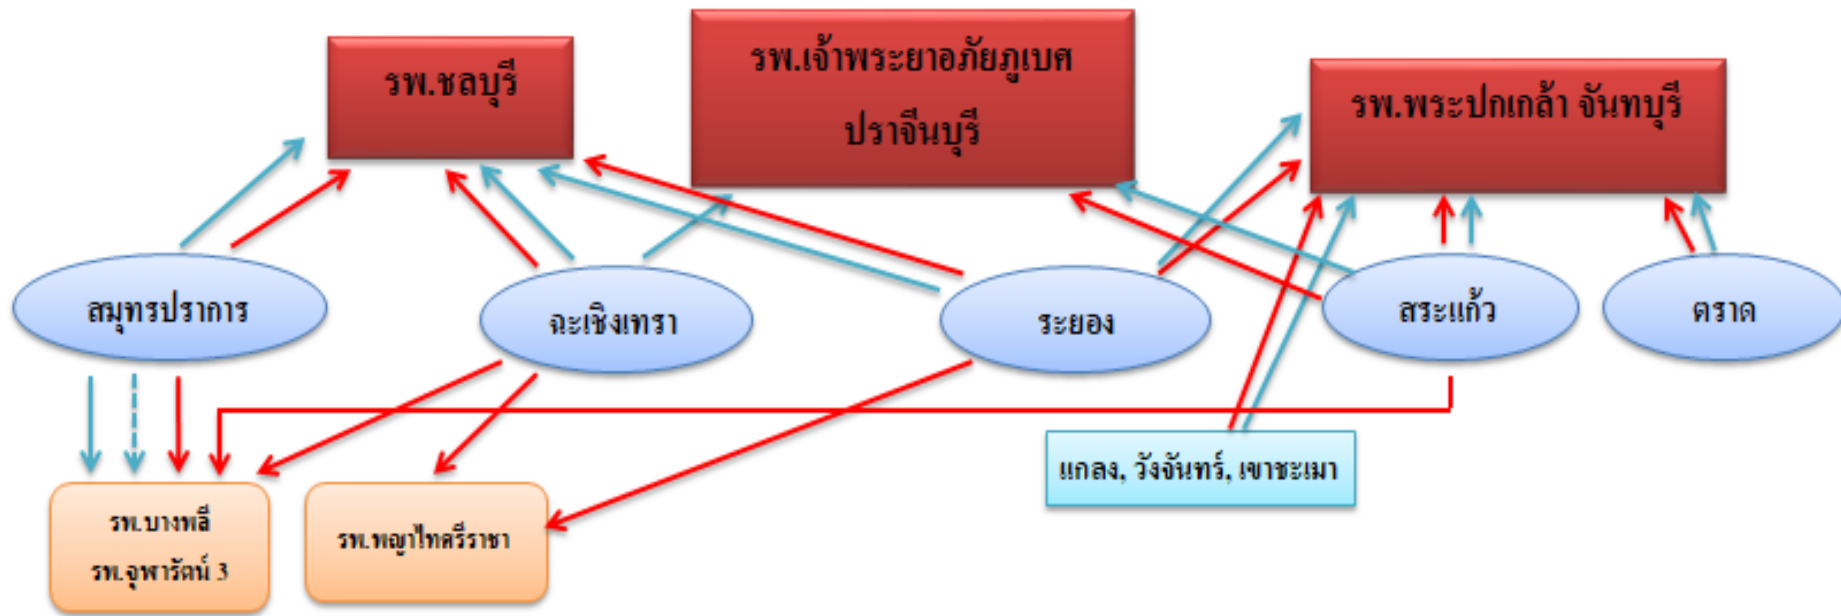 รพ.ชลบุรี
รพ.เจ้าพระยาอภัยภูเบศ
ปราจีนบุรี
รพ.พระปกเกล้า จันทบุรี
สมุทรปราการ
ฉะเชิงเทรา
ระยอง
สระแก้ว
ตราด
แกลง, วังจันทร์, เขาชะเมา
รพ.บางพลี
รพ.จุฬารัตน์ 3
รพ.พญาไทศรีราชา